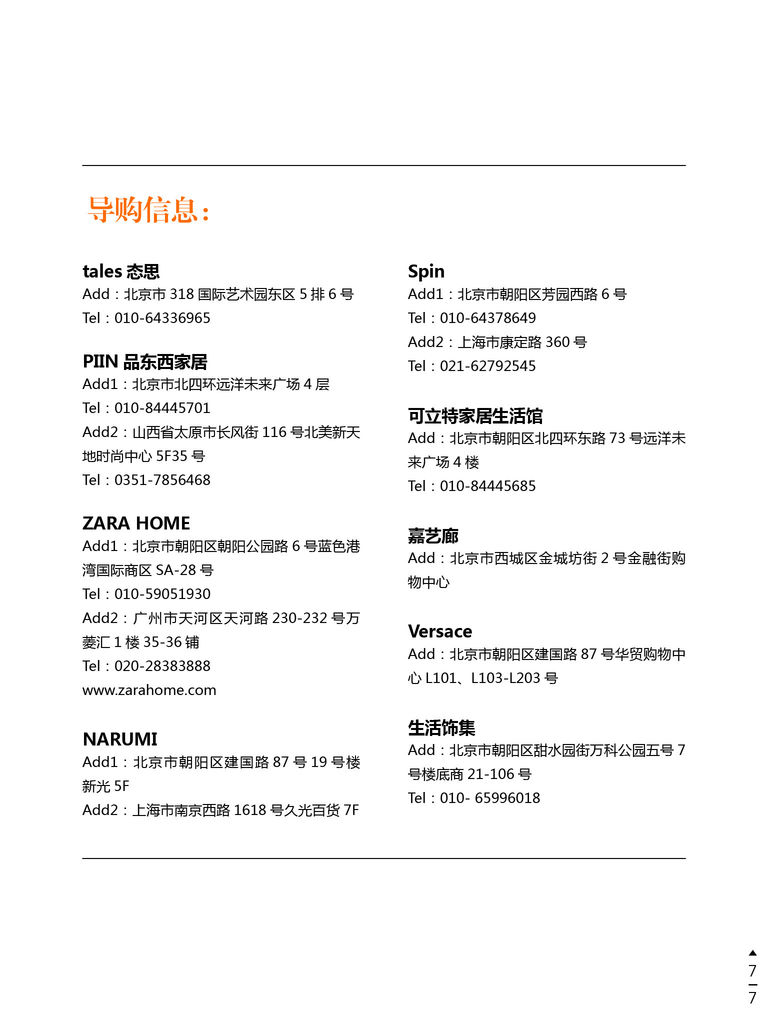 导购信息：
tales 态思
Add：北京市 318 国际艺术园东区 5 排 6 号
Tel：010-64336965
PIIN 品东西家居
Add1：北京市北四环远洋未来广场 4 层
Tel：010-84445701
Add2：山西省太原市长风街 116 号北美新天
地时尚中心 5F35 号
Tel：0351-7856468
ZARA HOME
Add1：北京市朝阳区朝阳公园路 6 号蓝色港
湾国际商区 SA-28 号
Tel：010-59051930
Add2：广州市天河区天河路 230-232 号万
菱汇 1 楼 35-36 铺
Tel：020-28383888
www.zarahome.com
NARUMI
Add1：北京市朝阳区建国路 87 号 19 号楼
新光 5F
Add2：上海市南京西路 1618 号久光百货 7F
Spin
Add1：北京市朝阳区芳园西路 6 号
Tel：010-64378649
Add2：上海市康定路 360 号
Tel：021-62792545
可立特家居生活馆
Add：北京市朝阳区北四环东路 73 号远洋未
来广场 4 楼
Tel：010-84445685
嘉艺廊
Add：北京市西城区金城坊街 2 号金融街购
物中心
Versace
Add：北京市朝阳区建国路 87 号华贸购物中
心 L101、L103-L203 号
生活饰集
Add：北京市朝阳区甜水园街万科公园五号 7
号楼底商 21-106 号
Tel：010- 65996018
7
7